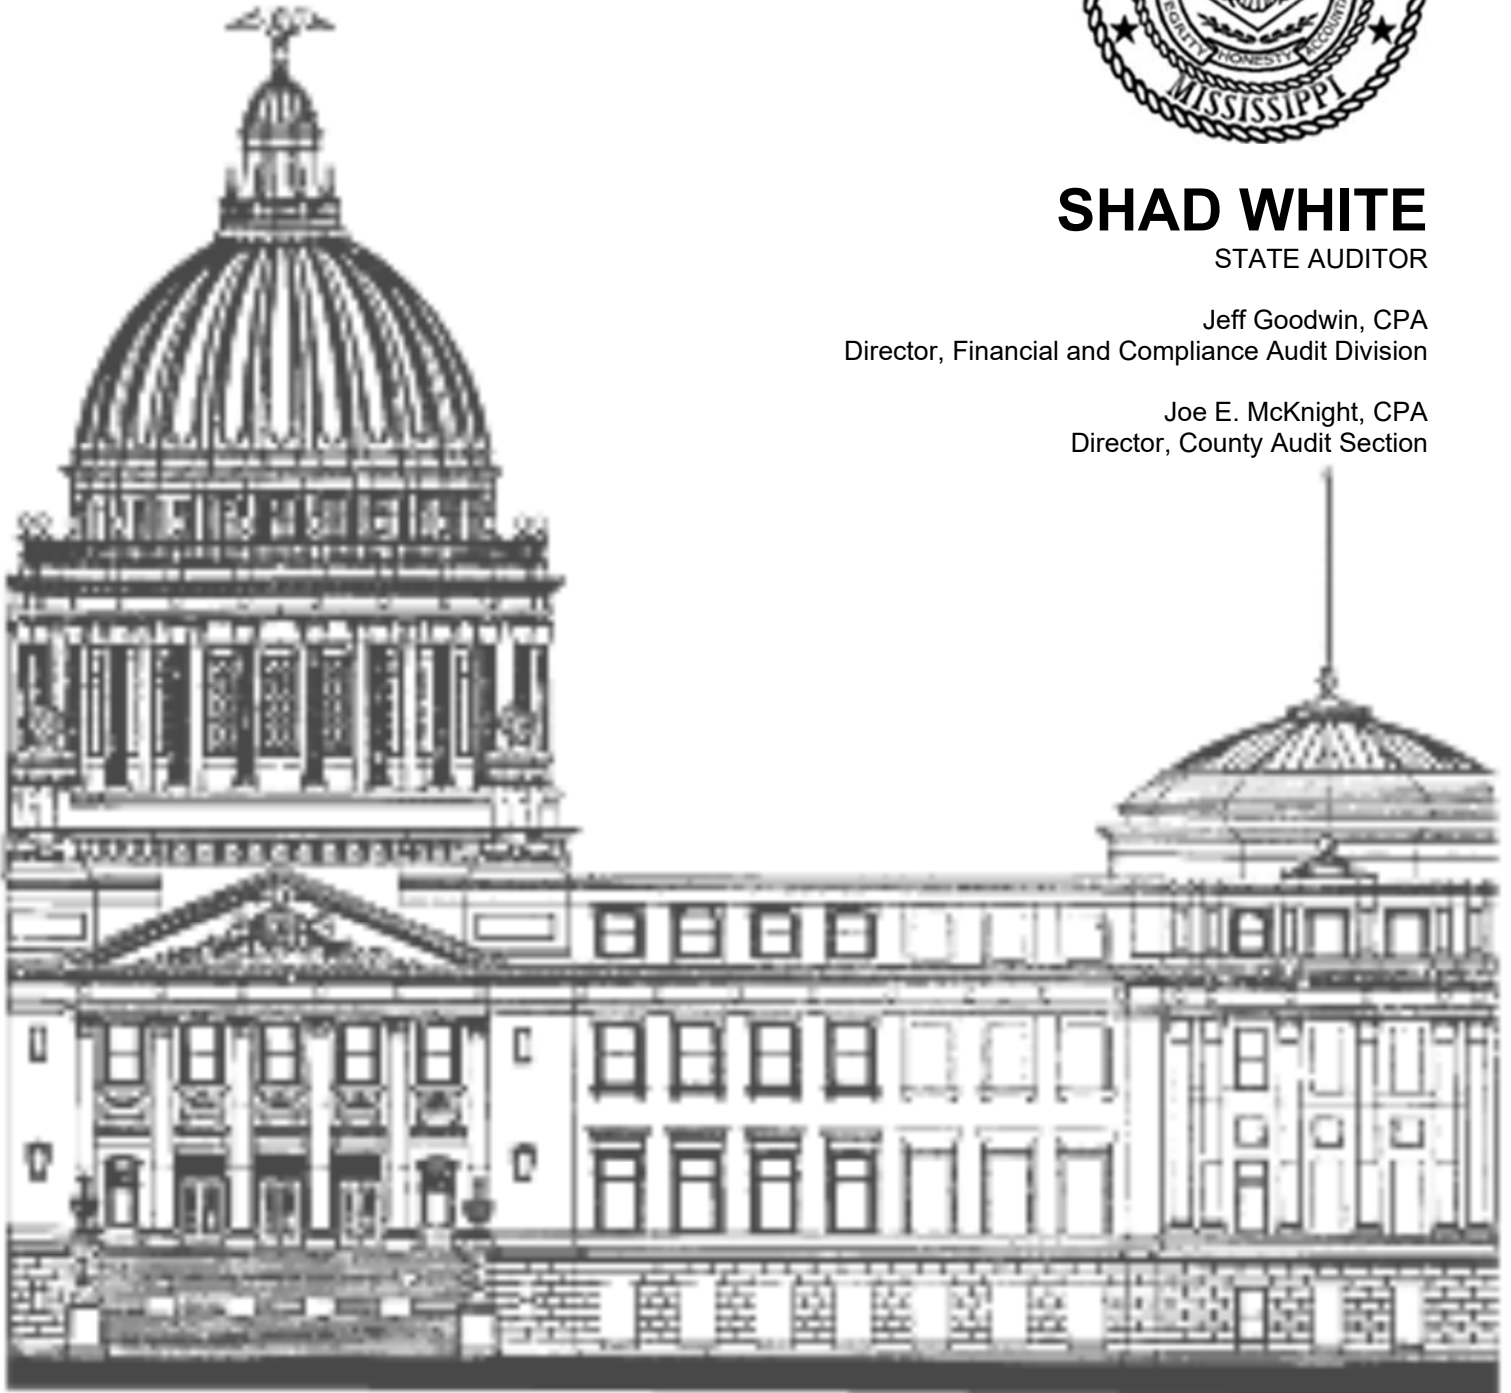 HONESTY
MISSISSIPPI
SHAD WHITE
STATE AUDITOR
Jeff Goodwin, CPA
Director, Financial and Compliance Audit Division
Joe E. McKnight, CPA
Director, County Audit Section